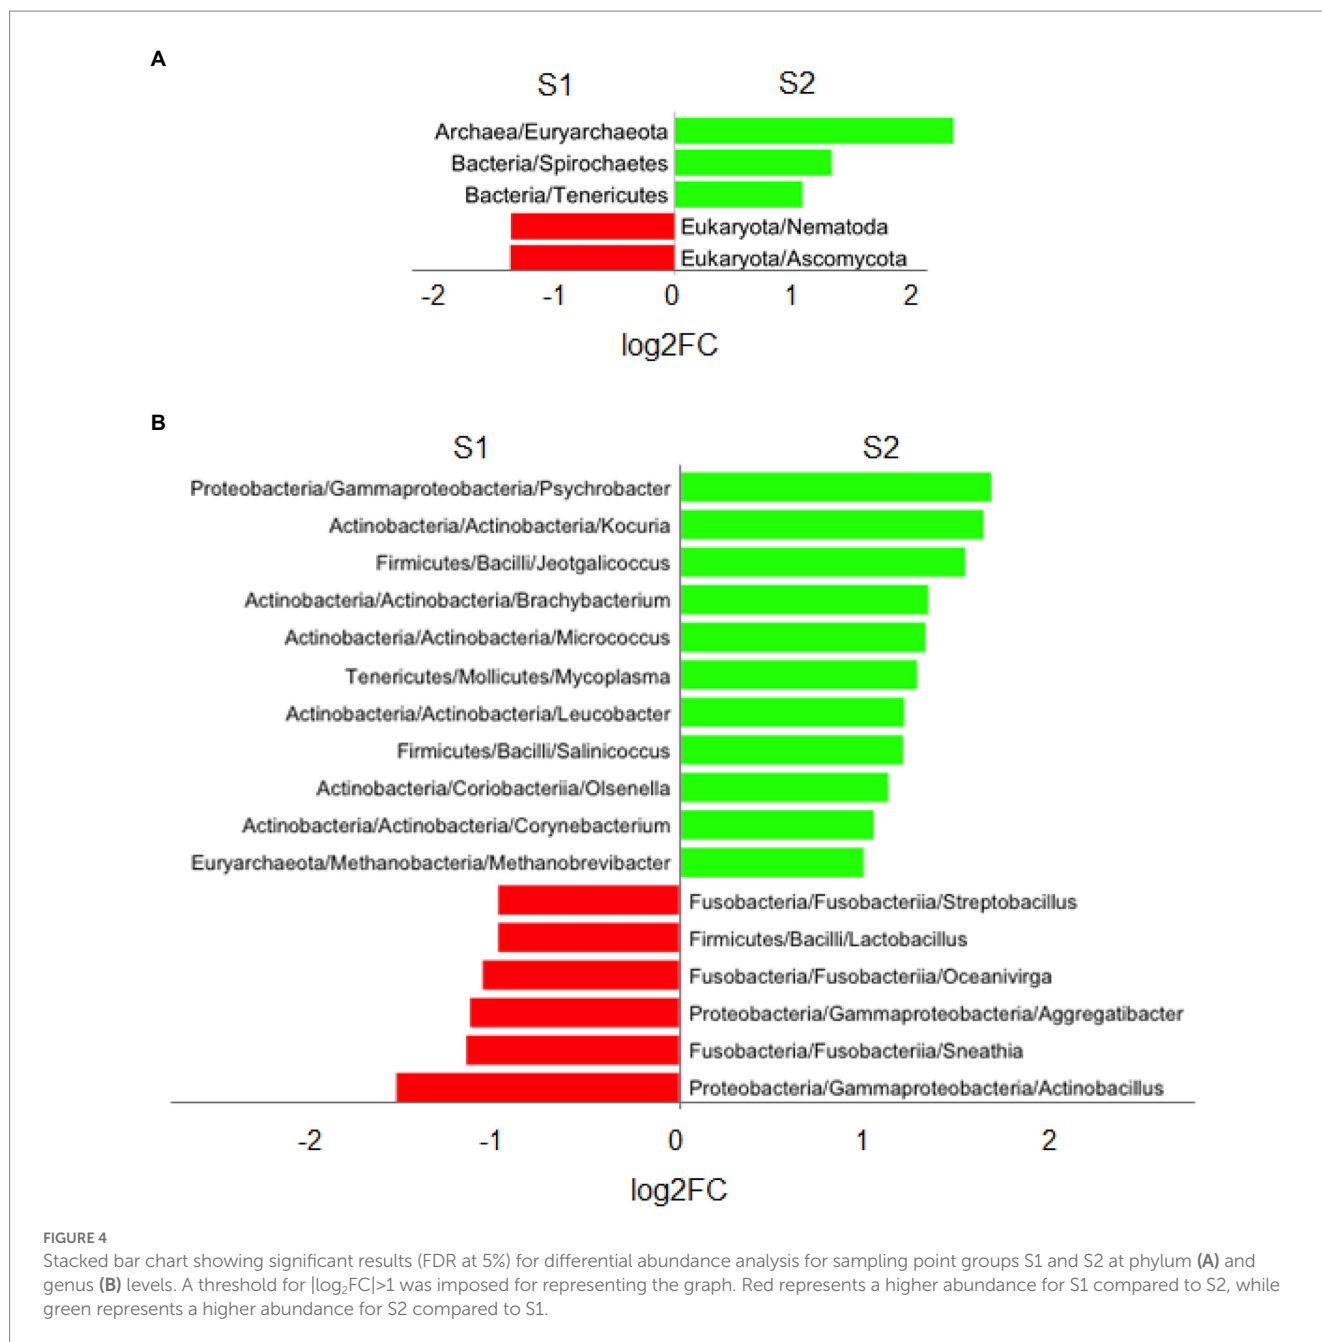 A
S1 S2
Archaea/Euryarchaeota
Bacteria/Spirochaetes
Bacteria/Tenericutes
Eukaryota/Nematoda
Eukaryota/Ascomycota
-2 -1 0 1 2
log2FC
B
S1 S2
Proteobacteria/Gammaproteobacteria/Psychrobacter
Actinobacteria/Actinobacteria/Kocuria
Firmicutes/Bacilli/Jeotgalicoccus
Actinobacteria/Actinobacteria/Brachybacterium
Actinobacteria/Actinobacteria/Micrococcus
Tenericutes/Mollicutes/Mycoplasma
Actinobacteria/Actinobacteria/Leucobacter
Firmicutes/Bacilli/Salinicoccus
Actinobacteria/Coriobacteriia/Olsenella
Actinobacteria/Actinobacteria/Corynebacterium
Euryarchaeota/Methanobacteria/Methanobrevibacter
Fusobacteria/Fusobacteriia/Streptobacillus
Firmicutes/Bacilli/Lactobacillus
Fusobacteria/Fusobacteriia/Oceanivirga
Proteobacteria/Gammaproteobacteria/Aggregatibacter
Fusobacteria/Fusobacteriia/Sneathia
Proteobacteria/Gammaproteobacteria/Actinobacillus
-2 -1 0 1 2
log2FC
FIGURE 4
Stacked bar chart showing significant results (FDR at 5%) for differential abundance analysis for sampling point groups S1 and S2 at phylum (A) and
genus (B) levels. A threshold for |log₂FC|>1 was imposed for representing the graph. Red represents a higher abundance for S1 compared to S2, while
green represents a higher abundance for S2 compared to S1.